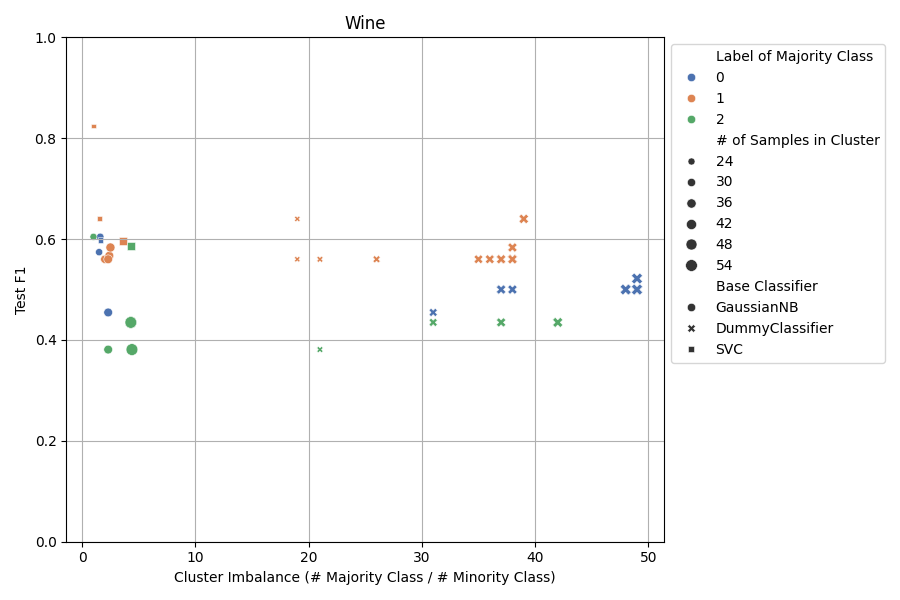 Wine
1.0
0.8
0.6
0.4
0.2
0.0
Test F1
0
10
20
30
40
50
Cluster Imbalance (# Majority Class / # Minority Class)
Label of Majority Class
0
1
2
# of Samples in Cluster
24
30
36
42
48
54
Base Classifier
GaussianNB
DummyClassifier
SVC